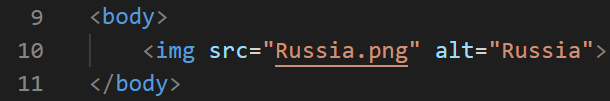 9 <body>
10 <img src="Russia.png" alt="Russia">
11 </body>